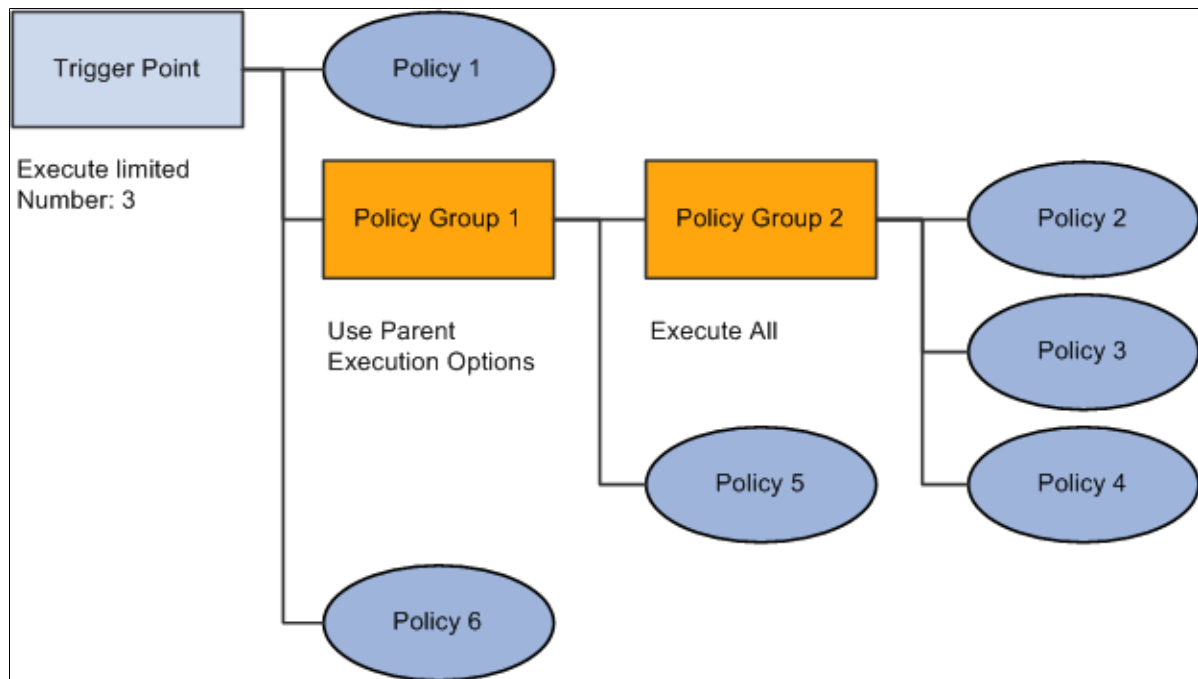 Trigger Point
Policy 1
Execute limited
Number: 3
Policy Group 1
Policy Group 2
Policy 2
Use Parent
Execution Options
Execute All
Policy 3
Policy 5
Policy 4
Policy 6